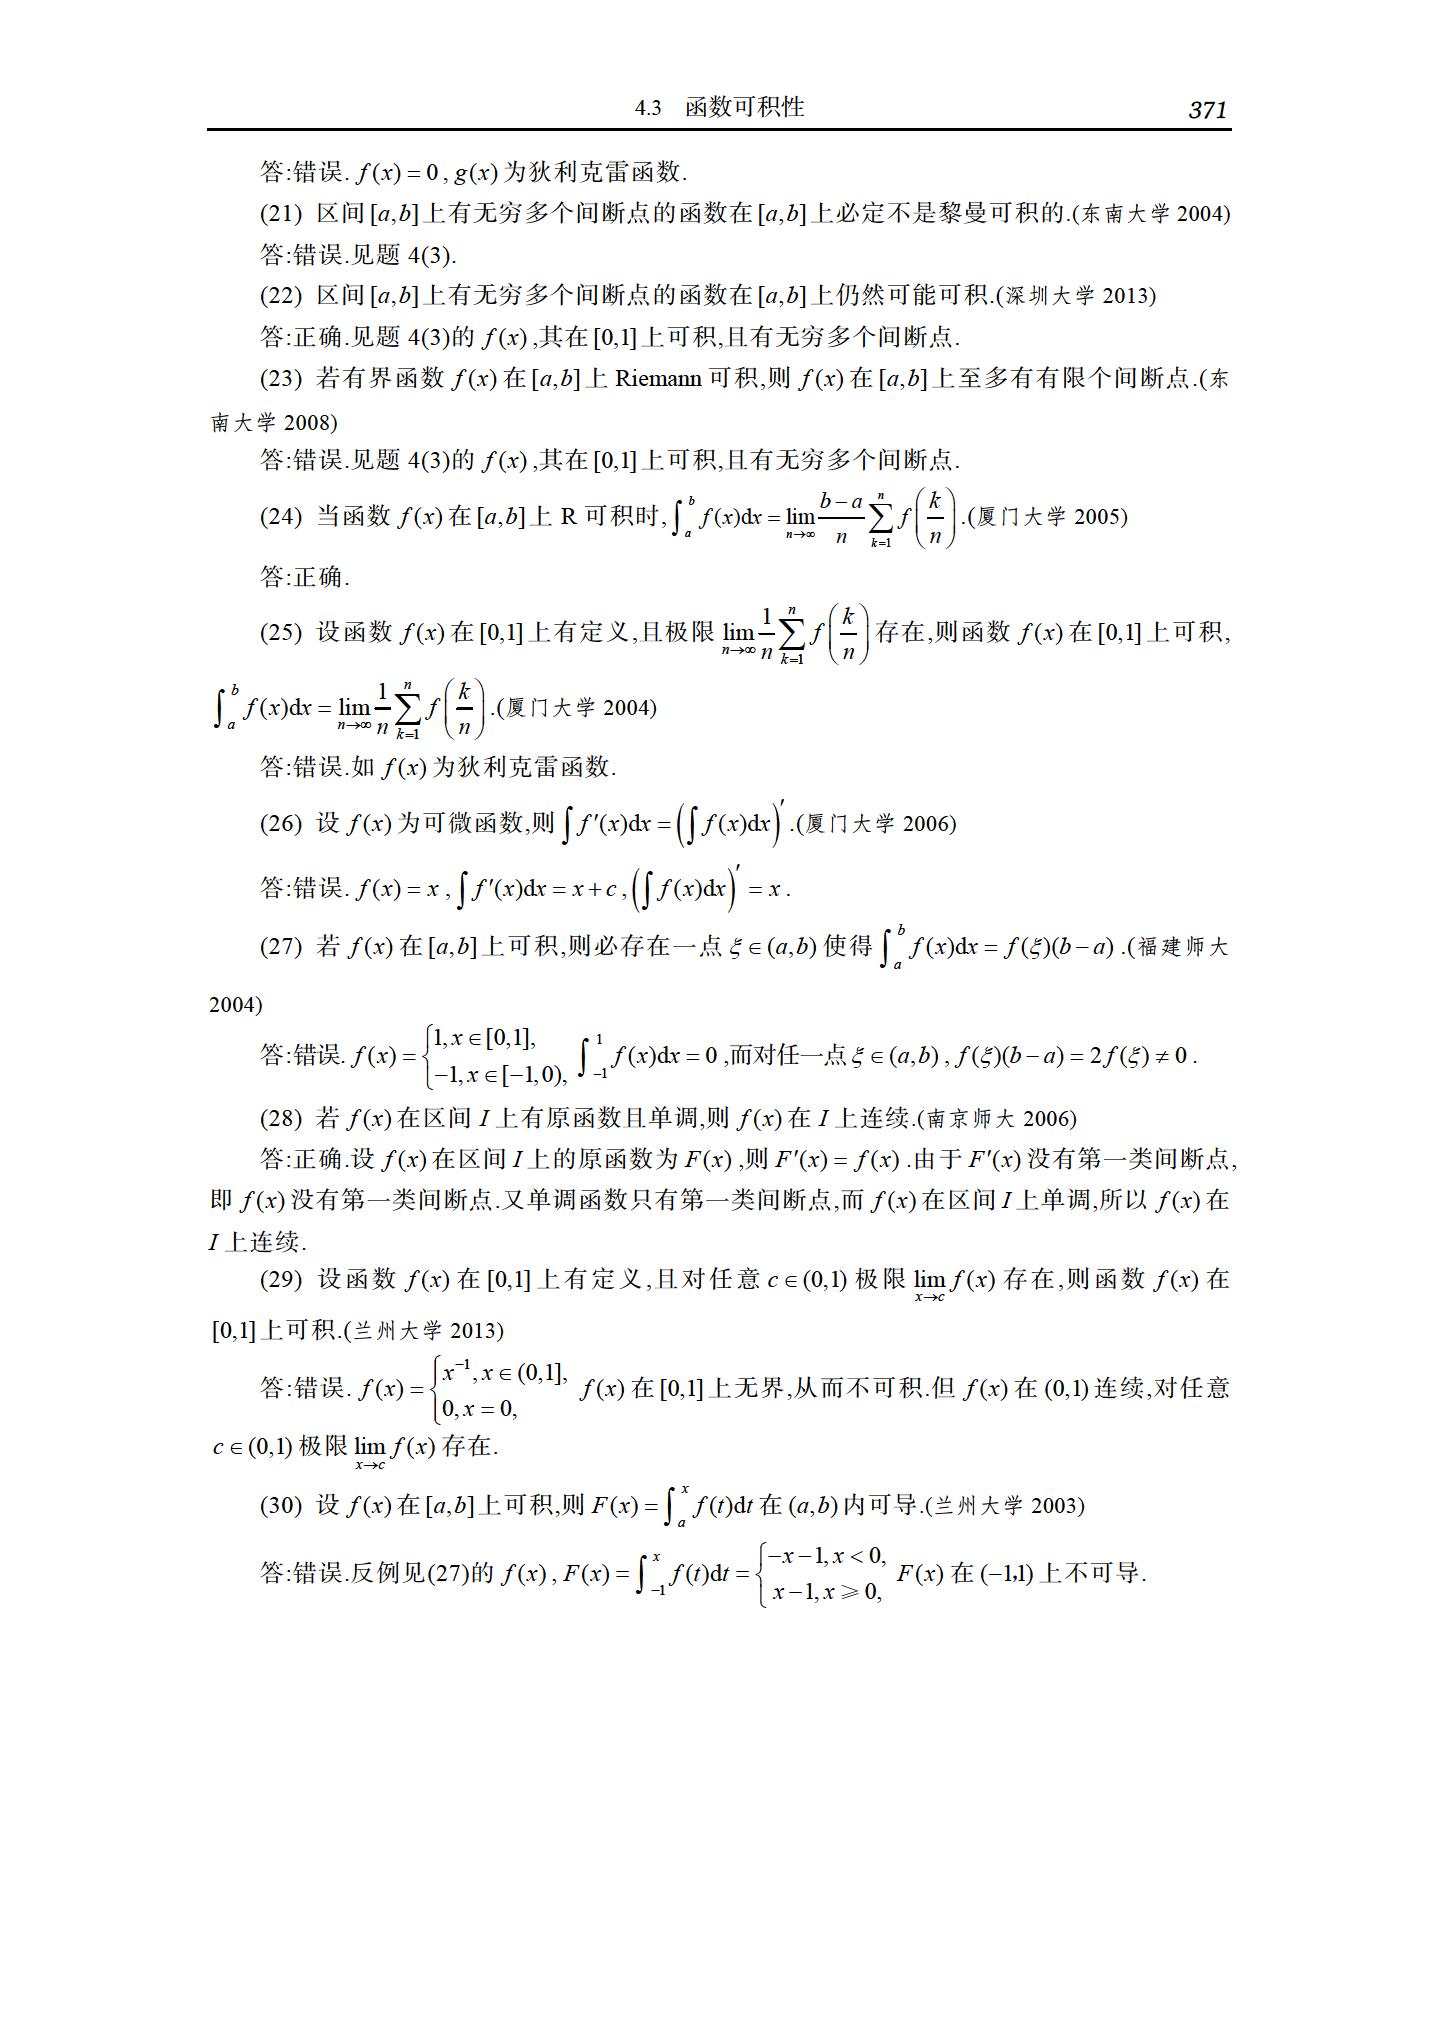 4.3 函数可积性 371
答:错误. f(x) = 0, g(x) 为狄利克雷函数.
(21) 区间[a,b]上有无穷多个间断点的函数在[a,b]上必定不是黎曼可积的.(东南大学 2004)
答:错误.见题 4(3).
(22) 区间[a,b]上有无穷多个间断点的函数在[a,b]上仍然可能可积.(深圳大学 2013)
答:正确.见题 4(3)的 f(x) ,其在[0,1]上可积,且有无穷多个间断点.
(23) 若有界函数 f(x) 在[a,b]上 Riemann 可积,则 f(x) 在[a,b]上至多有有限个间断点.(东
南大学 2008)
答:错误.见题 4(3)的 f(x) ,其在[0,1]上可积,且有无穷多个间断点.
(24) 当函数 f(x) 在[a,b]上 R 可积时, $\int_a^b f(x)dx = \lim_{n\to\infty} \frac{b-a}{n} \sum_{k=1}^n f\left(\frac{k}{n}\right)$ .(厦门大学 2005)
答:正确.
(25) 设函数 f(x) 在[0,1]上有定义,且极限 $\lim_{n\to\infty} \frac{1}{n} \sum_{k=1}^n f\left(\frac{k}{n}\right)$ 存在,则函数 f(x) 在[0,1]上可积,
$\int_a^b f(x)dx = \lim_{n\to\infty} \frac{1}{n} \sum_{k=1}^n f\left(\frac{k}{n}\right)$ .(厦门大学 2004)
答:错误.如 f(x) 为狄利克雷函数.
(26) 设 f(x) 为可微函数,则 $\int f'(x)dx = \left(\int f(x)dx\right)'$ .(厦门大学 2006)
答:错误. f(x) = x , $\int f'(x)dx = x + c$ , $\left(\int f(x)dx\right)' = x$ .
(27) 若 f(x) 在[a,b]上可积,则必存在一点 ξ ∈ (a,b) 使得 $\int_a^b f(x)dx = f(ξ)(b-a)$ .(福建师大
2004)
答:错误. $f(x) = \begin{cases} 1, x \in [0,1], \\ -1, x \in [-1,0), \end{cases}$ $\int_{-1}^1 f(x)dx = 0$ ,而对任一点 ξ ∈ (a,b) , f(ξ)(b − a) = 2f(ξ) ≠ 0 .
(28) 若 f(x) 在区间 I 上有原函数且单调,则 f(x) 在 I 上连续.(南京师大 2006)
答:正确.设 f(x) 在区间 I 上的原函数为 F(x) ,则 F′(x) = f(x) .由于 F′(x) 没有第一类间断点,
即 f(x) 没有第一类间断点.又单调函数只有第一类间断点,而 f(x) 在区间 I 上单调,所以 f(x) 在
I 上连续.
(29) 设函数 f(x) 在 [0,1] 上有定义,且对任意 c ∈ (0,1) 极限 $\lim_{x\to c} f(x)$ 存在,则函数 f(x) 在
[0,1]上可积.(兰州大学 2013)
答:错误. $f(x) = \begin{cases} x^{-1}, x \in (0,1], \\ 0, x = 0, \end{cases}$ f(x) 在[0,1]上无界,从而不可积.但 f(x) 在 (0,1) 连续,对任意
c ∈ (0,1) 极限 $\lim_{x\to c} f(x)$ 存在.
(30) 设 f(x) 在[a,b]上可积,则 $F(x) = \int_a^x f(t)dt$ 在 (a,b) 内可导.(兰州大学 2003)
答:错误.反例见(27)的 f(x) , $F(x) = \int_{-1}^x f(t)dt = \begin{cases} -x-1, x < 0, \\ x-1, x \geqslant 0, \end{cases}$ F(x) 在 (−1,1) 上不可导.